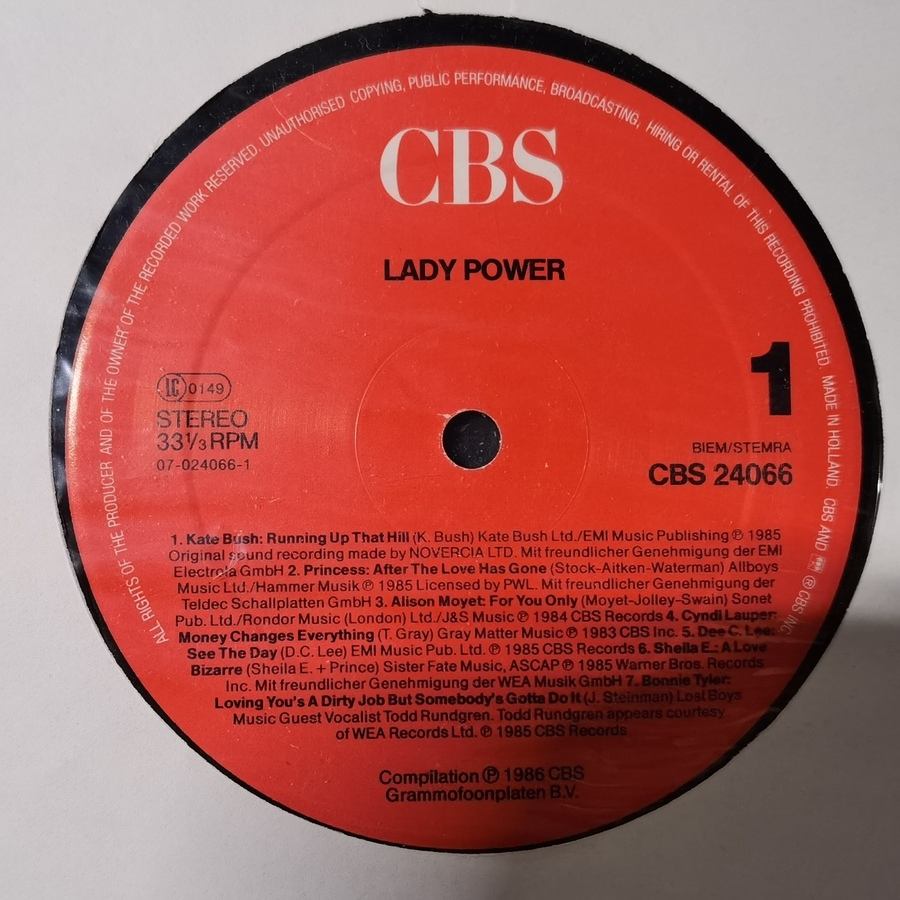 ALL RIGHTS OF THE PRODUCER AND OF THE OWNER OF THE RECORDED WORK RESERVED. UNAUTHORISED COPYING, PUBLIC PERFORMANCE, BROADCASTING, HIRING OR RENTAL OF THIS RECORDING PROHIBITED. MADE IN HOLLAND. CBS AND ® CBS INC.
CBS
LADY POWER
1
LC 0149
STEREO
33⅓ RPM
07-024066-1
BIEM/STEMRA
CBS 24066
1. Kate Bush: Running Up That Hill (K. Bush) Kate Bush Ltd./EMI Music Publishing ℗ 1985
Original sound recording made by NOVERCIA LTD. Mit freundlicher Genehmigung der EMI
Electrola GmbH 2. Princess: After The Love Has Gone (Stock-Aitken-Waterman) Allboys
Music Ltd./Hammer Musik ℗ 1985 Licensed by PWL. Mit freundlicher Genehmigung der
Teldec Schallplatten GmbH 3. Alison Moyet: For You Only (Moyet-Jolley-Swain) Sonet
Pub. Ltd./Rondor Music (London) Ltd./J&S Music ℗ 1984 CBS Records 4. Cyndi Lauper:
Money Changes Everything (T. Gray) Gray Matter Music ℗ 1983 CBS Inc. 5. Dee C. Lee:
See The Day (D.C. Lee) EMI Music Pub. Ltd. ℗ 1985 CBS Records 6. Sheila E.: A Love
Bizarre (Sheila E. + Prince) Sister Fate Music, ASCAP ℗ 1985 Warner Bros. Records
Inc. Mit freundlicher Genehmigung der WEA Musik GmbH 7. Bonnie Tyler:
Loving You's A Dirty Job But Somebody's Gotta Do It (J. Steinman) Lost Boys
Music Guest Vocalist Todd Rundgren. Todd Rundgren appears courtesy
of WEA Records Ltd. ℗ 1985 CBS Records
Compilation ℗ 1986 CBS
Grammofoonplaten B.V.